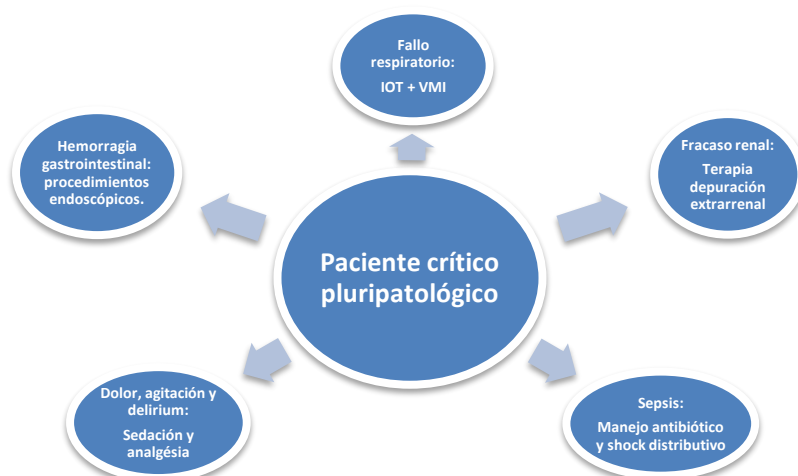 Fallo
respiratorio:
IOT + VMI
Hemorragia
gastrointestinal:
procedimientos
endoscópicos.
Fracaso renal:
Terapia
depuración
extrarrenal
Paciente crítico
pluripatológico
Dolor, agitación y
delirium:
Sedación y
analgésia
Sepsis:
Manejo antibiótico
y shock distributivo